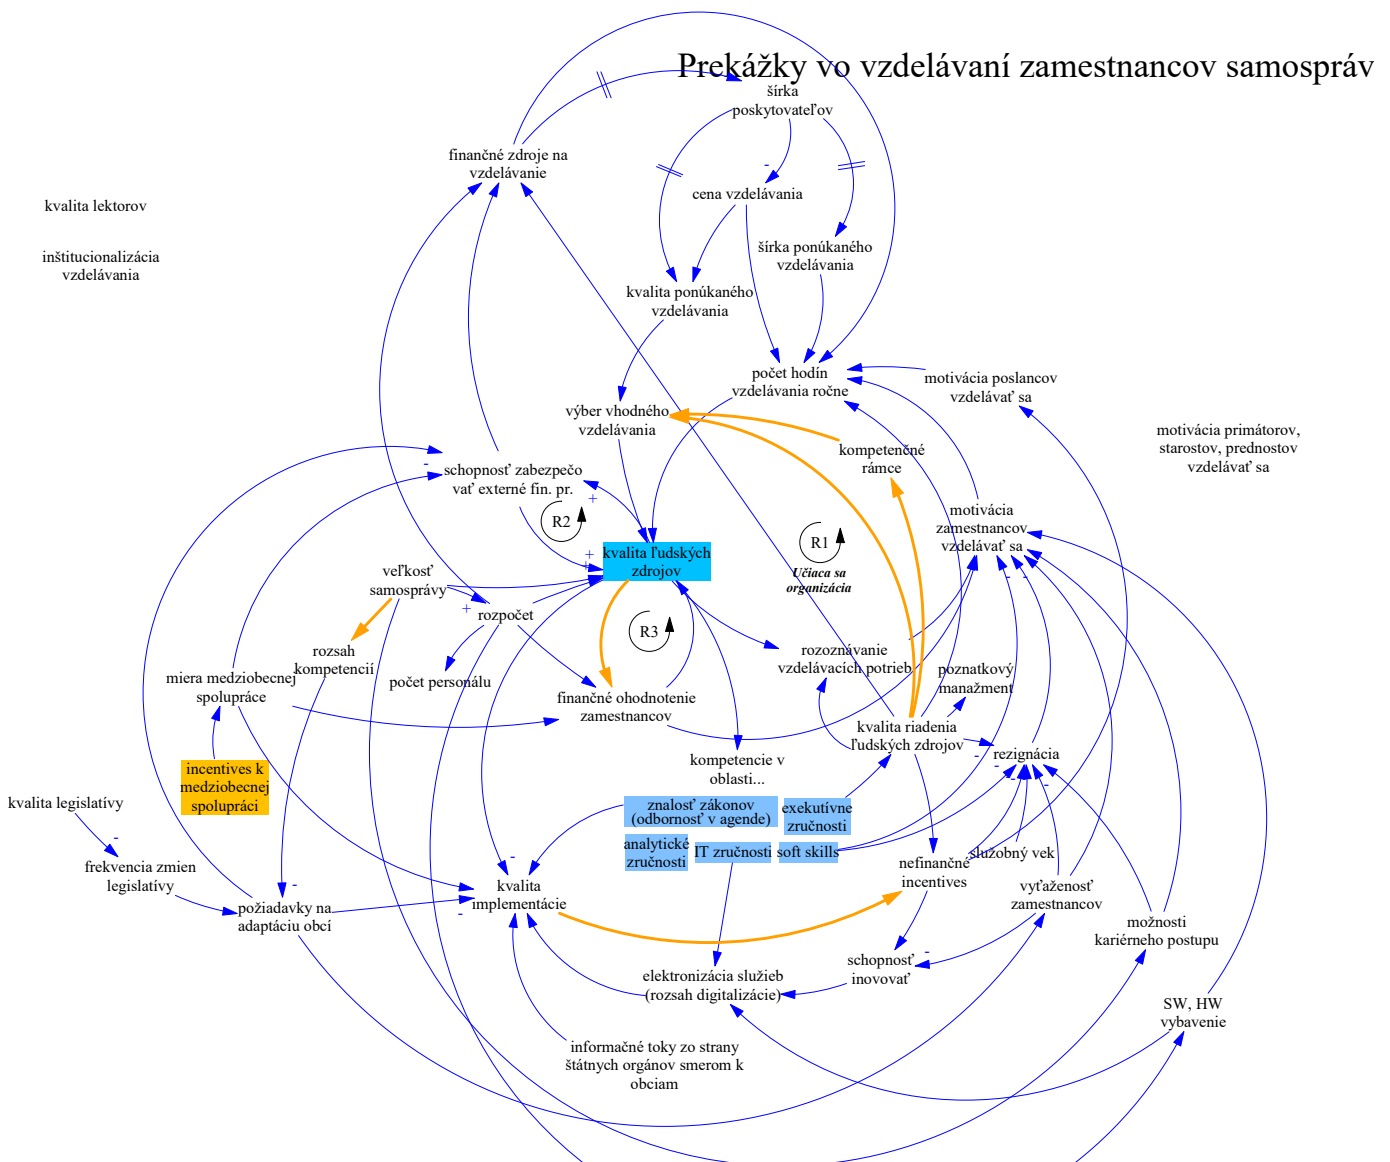 Prekážky vo vzdelávaní zamestnancov samospráv
šírka
poskytovateľov
finančné zdroje na
vzdelávanie
cena vzdelávania
-
kvalita lektorov
inštitucionalizácia
vzdelávania
šírka ponúkaného
vzdelávania
kvalita ponúkaného
vzdelávania
počet hodín
vzdelávania ročne
motivácia poslancov
vzdelávať sa
výber vhodného
vzdelávania
motivácia primátorov,
starostov, prednostov
vzdelávať sa
kompetenčné
rámce
-
schopnosť zabezpečo
vať externé fin. pr.
+
motivácia
zamestnancov
vzdelávať sa
R2
R1
Učiaca sa
organizácia
+
+
kvalita ľudských
zdrojov
veľkosť
samosprávy
+
rozpočet
R3
-
-
rozsah
kompetencií
rozoznávanie
vzdelávacích potrieb
miera medziobecnej
spolupráce
počet personálu
poznatkový
manažment
finančné ohodnotenie
zamestnancov
kvalita riadenia
ľudských zdrojov
rezignácia
-
-
-
-
-
kompetencie v
oblasti...
incentives k
medziobecnej
spolupráci
kvalita legislatívy
-
znalosť zákonov
(odbornosť v agende)
exekutívne
zručnosti
analytické
zručnosti
IT zručnosti
soft skills
frekvencia zmien
legislatívy
-
kvalita
implementácie
-
-
nefinančné
incentives
služobný vek
vyťaženosť
zamestnancov
požiadavky na
adaptáciu obcí
možnosti
kariérneho postupu
-
schopnosť
inovovať
elektronizácia služieb
(rozsah digitalizácie)
SW, HW
vybavenie
informačné toky zo strany
štátnych orgánov smerom k
obciam